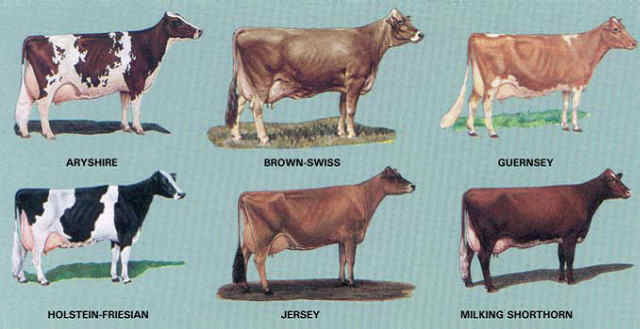 ARYSHIRE
BROWN-SWISS
GUERNSEY
HOLSTEIN-FRIESIAN
JERSEY
MILKING SHORTHORN